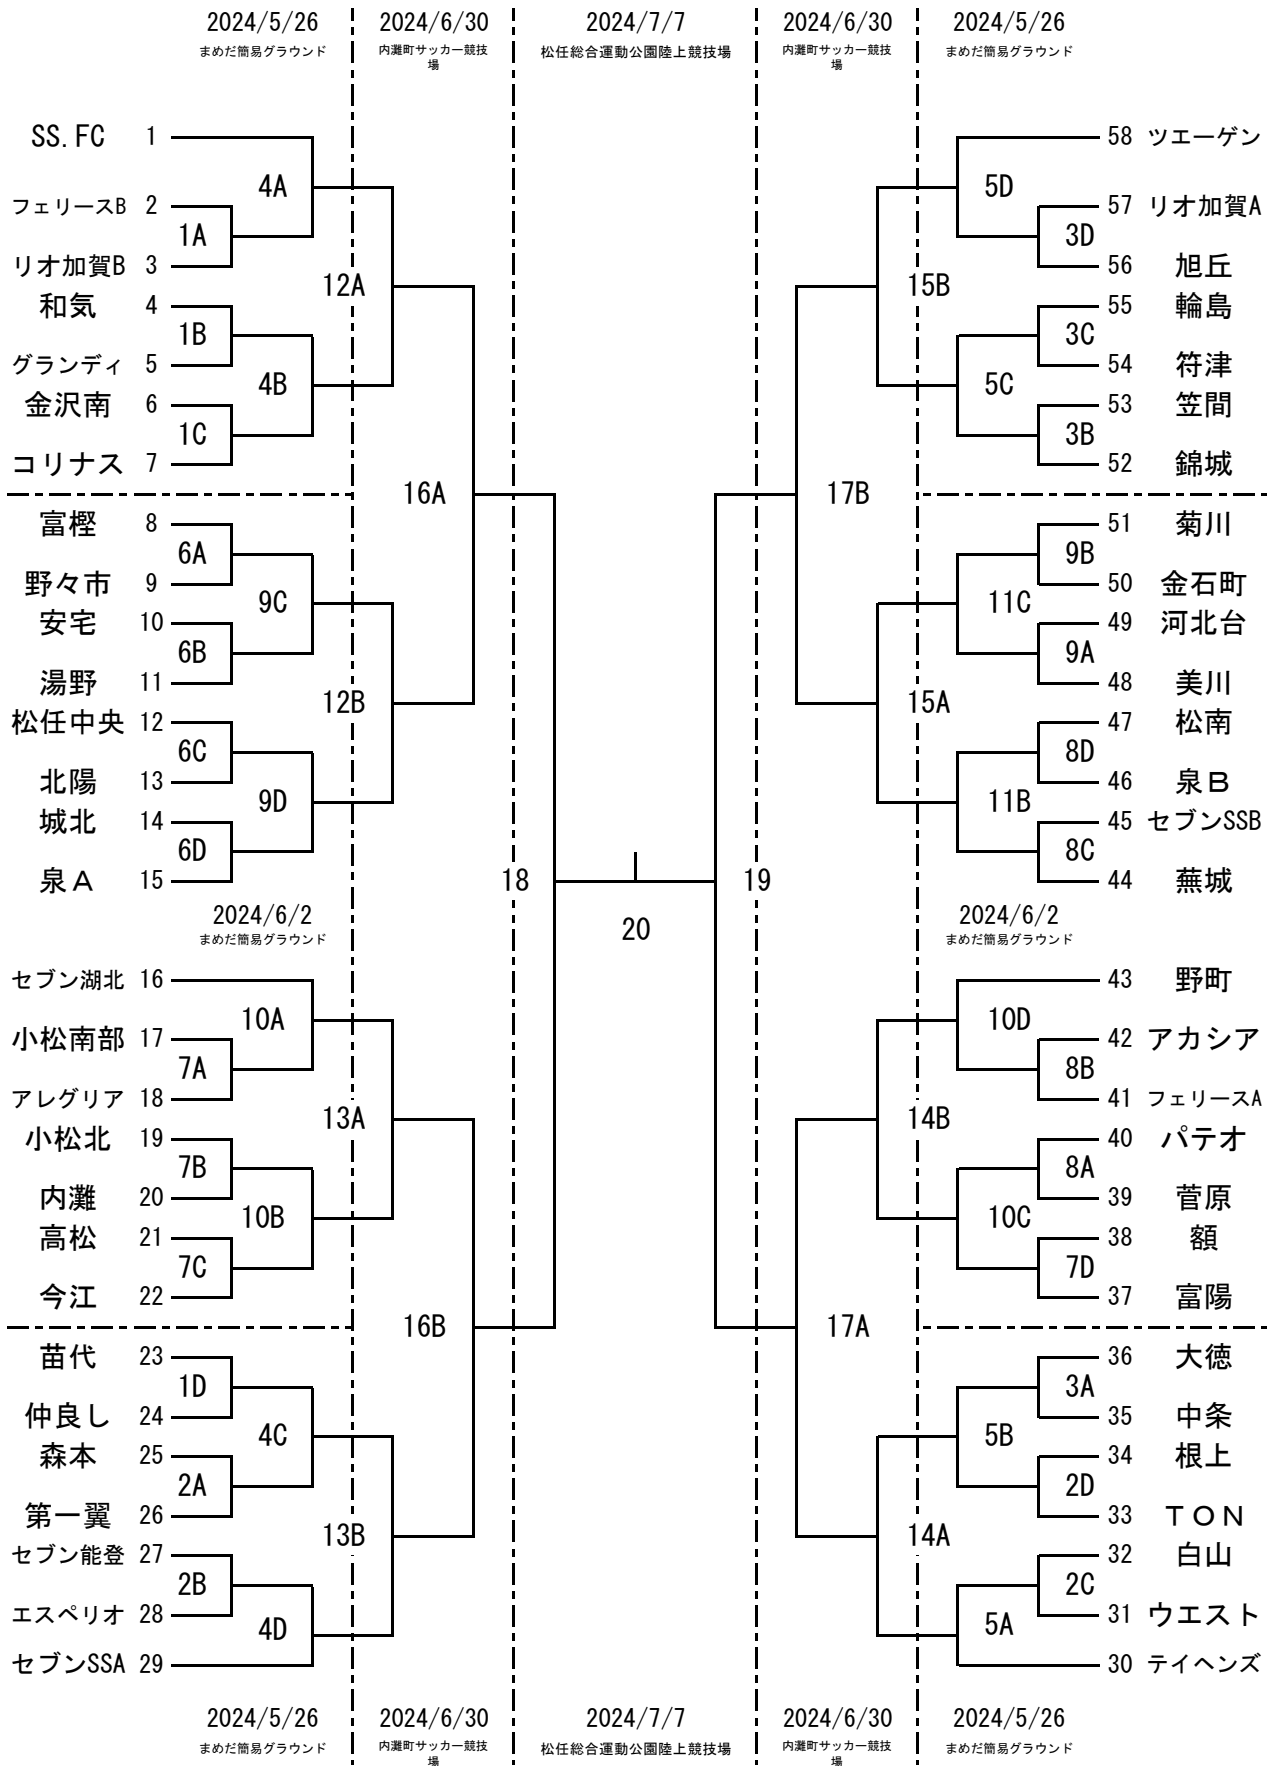 2024/5/26 2024/6/30 2024/7/7 2024/6/30 2024/5/26
まめだ簡易グラウンド 内灘町サッカー競技場 松任総合運動公園陸上競技場 内灘町サッカー競技場 まめだ簡易グラウンド
SS.FC 1 58 ツエーゲン
4A 5D
フェリースB 2 57 リオ加賀A
1A 3D
リオ加賀B 3 56 旭丘
12A 15B
和気 4 55 輪島
1B 3C
グランディ 5 54 符津
4B 5C
金沢南 6 53 笠間
1C 3B
コリナス 7 52 錦城
16A 17B
富樫 8 51 菊川
6A 9B
野々市 9 50 金石町
9C 11C
安宅 10 49 河北台
6B 9A
湯野 11 48 美川
12B 15A
松任中央 12 47 松南
6C 8D
北陽 13 46 泉B
9D 11B
城北 14 45 セブンSSB
6D 8C
泉A 15 18 19 44 蕪城
2024/6/2 2024/6/2
20
まめだ簡易グラウンド まめだ簡易グラウンド
セブン湖北 16 43 野町
10A 10D
小松南部 17 42 アカシア
7A 8B
アレグリア 18 41 フェリースA
13A 14B
小松北 19 40 パテオ
7B 8A
内灘 20 39 菅原
10B 10C
高松 21 38 額
7C 7D
今江 22 37 富陽
16B 17A
苗代 23 36 大徳
1D 3A
仲良し 24 35 中条
4C 5B
森本 25 34 根上
2A 2D
第一翼 26 33 TON
13B 14A
セブン能登 27 32 白山
2B 2C
エスペリオ 28 31 ウエスト
4D 5A
セブンSSA 29 30 テイヘンズ
2024/5/26 2024/6/30 2024/7/7 2024/6/30 2024/5/26
まめだ簡易グラウンド 内灘町サッカー競技場 松任総合運動公園陸上競技場 内灘町サッカー競技場 まめだ簡易グラウンド